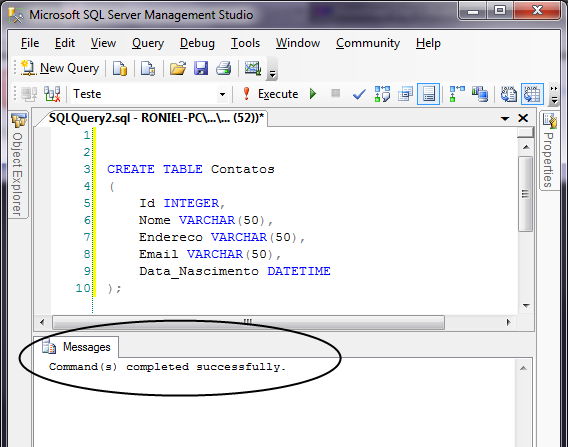 Microsoft SQL Server Management Studio
File Edit View Query Debug Tools Window Community Help
New Query
Teste Execute
SQLQuery2.sql - RONIEL-PC\...\... (52))*
Object Explorer
Properties
1
2
3 CREATE TABLE Contatos
4 (
5 Id INTEGER,
6 Nome VARCHAR(50),
7 Endereco VARCHAR(50),
8 Email VARCHAR(50),
9 Data_Nascimento DATETIME
10 );
Messages
Command(s) completed successfully.